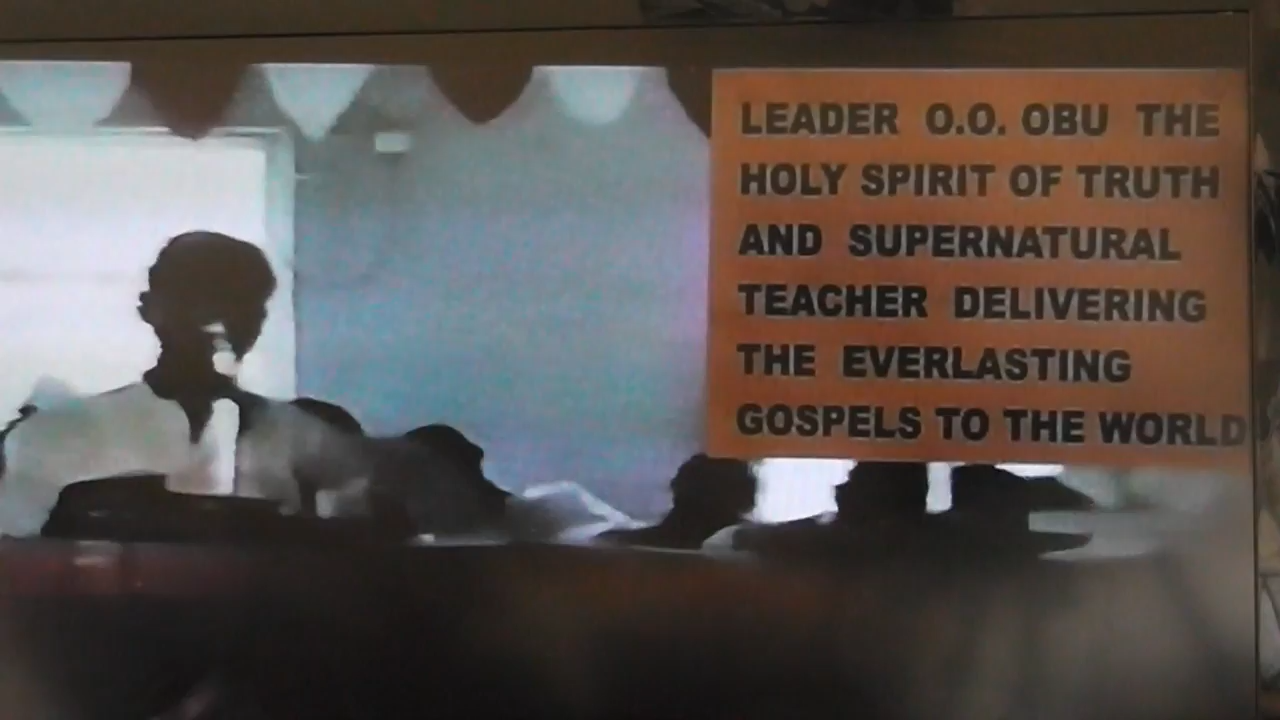 LEADER O.O. OBU THE
HOLY SPIRIT OF TRUTH
AND SUPERNATURAL
TEACHER DELIVERING
THE EVERLASTING
GOSPELS TO THE WORLD